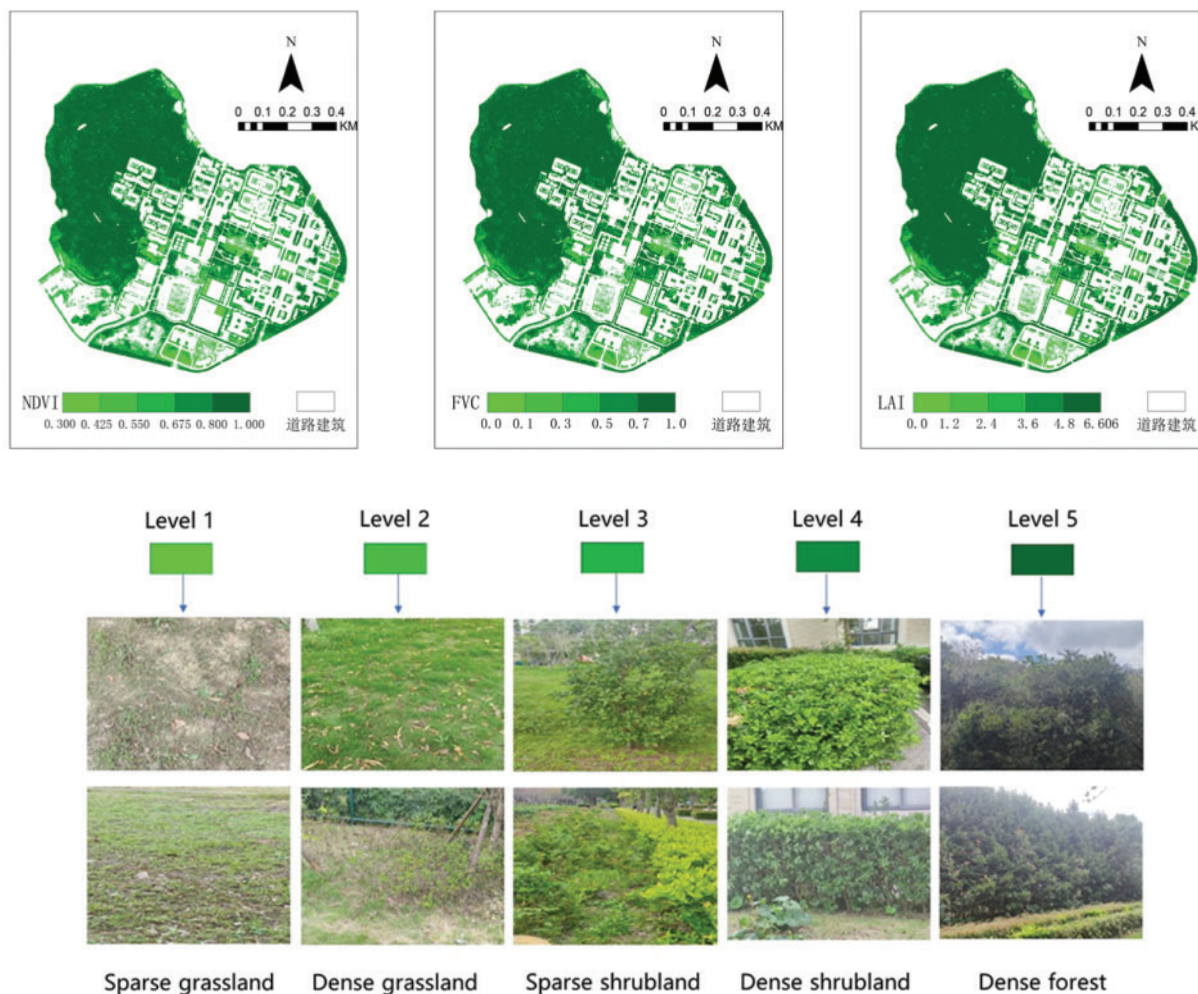 N
0 0.1 0.2 0.3 0.4
KM
NDVI
0.300 0.425 0.550 0.675 0.800 1.000
道路建筑
N
0 0.1 0.2 0.3 0.4
KM
FVC
0.0 0.1 0.3 0.5 0.7 1.0
道路建筑
N
0 0.1 0.2 0.3 0.4
LAI
0.0 1.2 2.4 3.6 4.8 6.606
道路建筑
Level 1 Level 2 Level 3 Level 4 Level 5
Sparse grassland Dense grassland Sparse shrubland Dense shrubland Dense forest